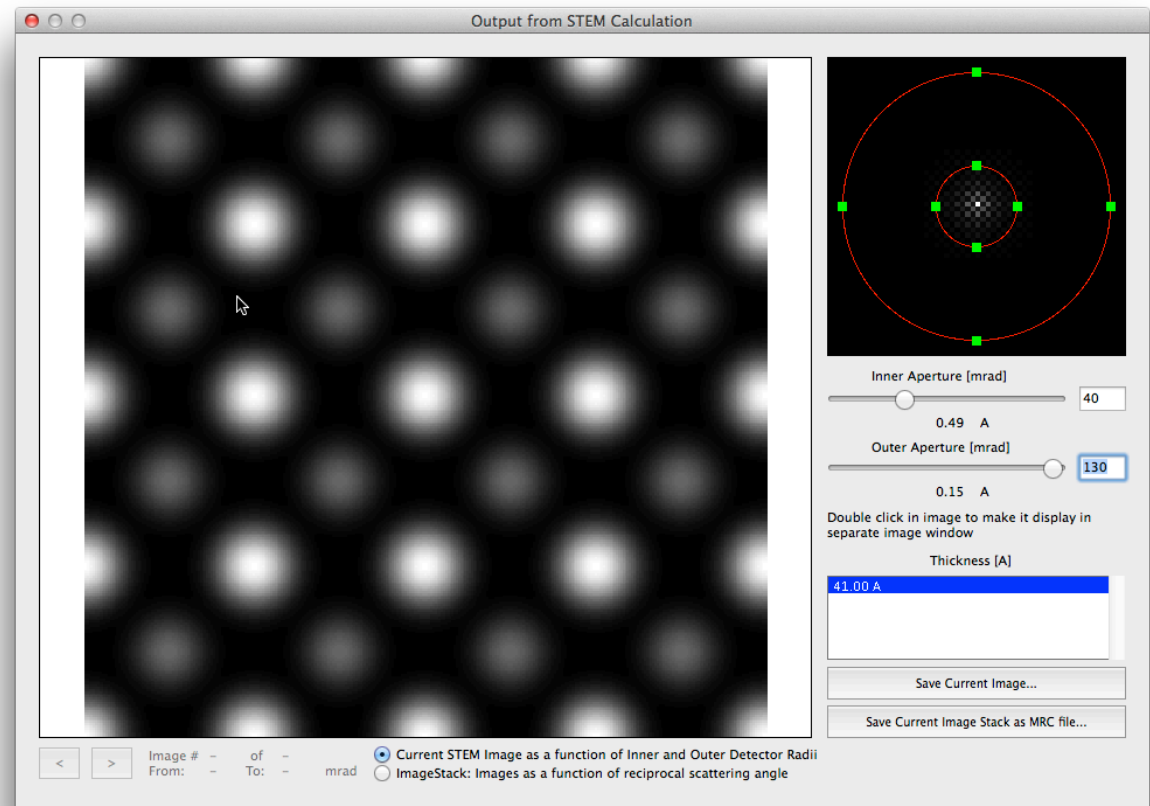 Output from STEM Calculation
Inner Aperture [mrad]
40
0.49 A
Outer Aperture [mrad]
130
0.15 A
Double click in image to make it display in
separate image window
Thickness [A]
41.00 A
Save Current Image...
Save Current Image Stack as MRC file...
< > Image # - of -
From: - To: - mrad
Current STEM Image as a function of Inner and Outer Detector Radii
ImageStack: Images as a function of reciprocal scattering angle